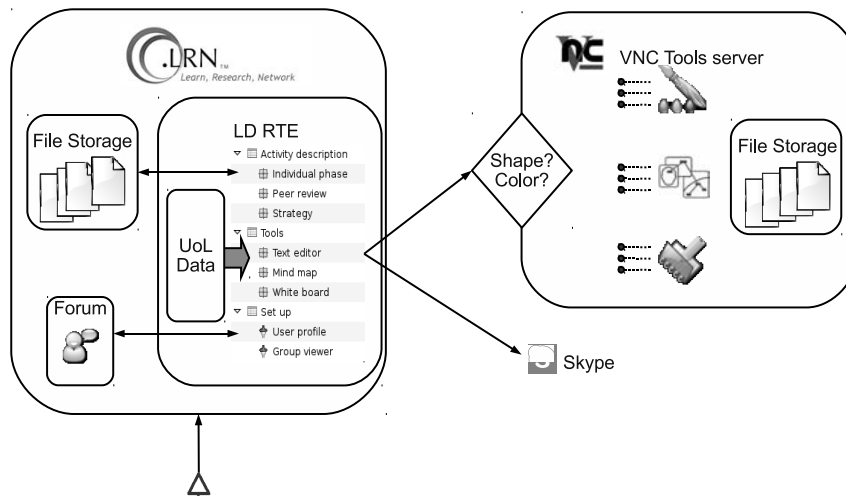 .LRN™
Learn, Research, Network
File Storage
LD RTE
Activity description
Individual phase
Peer review
Strategy
Tools
Text editor
Mind map
White board
Set up
User profile
Group viewer
UoL
Data
Forum
Shape?
Color?
VNC
VNC Tools server
File Storage
S
Skype